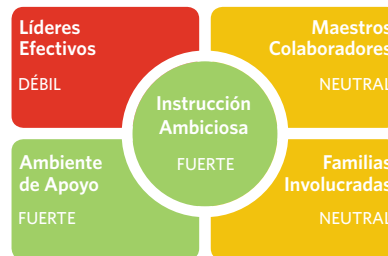 Líderes
Efectivos
DÉBIL
Maestros
Colaboradores
NEUTRAL
Instrucción
Ambiciosa
FUERTE
Ambiente
de Apoyo
FUERTE
Familias
Involucradas
NEUTRAL